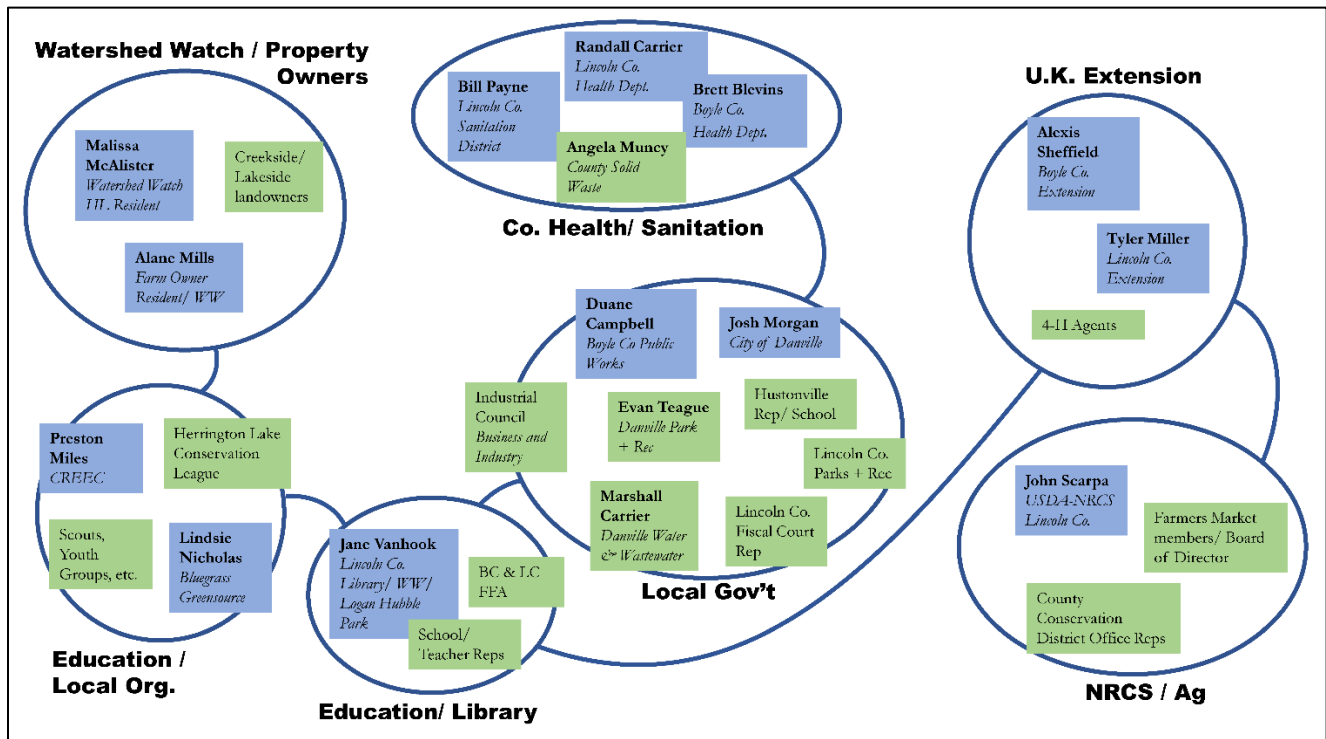 Watershed Watch / Property
Owners
Malissa
McAlister
Watershed Watch
HL Resident
Creekside/
Lakeside
landowners
Alane Mills
Farm Owner
Resident/ WW
Randall Carrier
Lincoln Co.
Health Dept.
Bill Payne
Lincoln Co.
Sanitation
District
Brett Blevins
Boyle Co.
Health Dept.
Angela Muncy
County Solid
Waste
Co. Health/ Sanitation
U.K. Extension
Alexis
Sheffield
Boyle Co.
Extension
Tyler Miller
Lincoln Co.
Extension
4-H Agents
Duane
Campbell
Boyle Co Public
Works
Josh Morgan
City of Danville
Industrial
Council
Business and
Industry
Evan Teague
Danville Park
+ Rec
Hustonville
Rep/ School
Lincoln Co.
Parks + Rec
Marshall
Carrier
Danville Water
& Wastewater
Lincoln Co.
Fiscal Court
Rep
Local Gov't
Preston
Miles
CREEC
Herrington Lake
Conservation
League
Scouts,
Youth
Groups, etc.
Lindsie
Nicholas
Bluegrass
Greensource
Education /
Local Org.
Jane Vanhook
Lincoln Co.
Library/ WW/
Logan Hubble
Park
BC & LC
FFA
School/
Teacher Reps
Education/ Library
John Scarpa
USDA-NRCS
Lincoln Co.
Farmers Market
members/ Board
of Director
County
Conservation
District Office Reps
NRCS / Ag